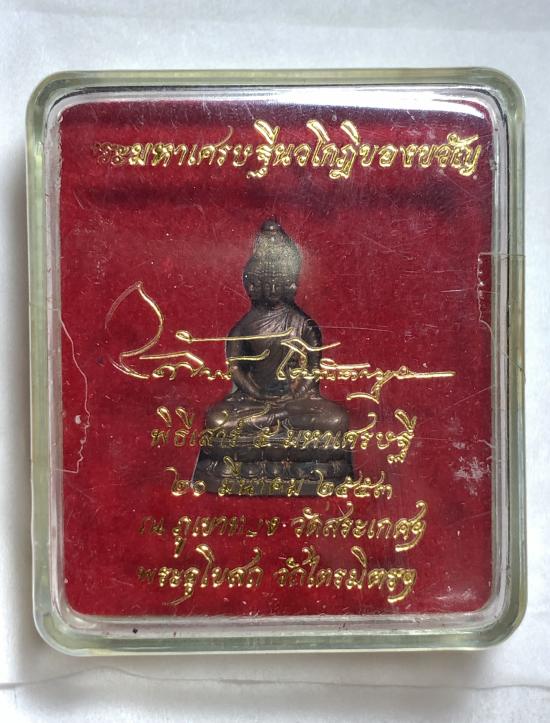 พระมหาเศรษฐีนวโกฏิของขวัญ
พิธีเสาร์ ๕ มหาเศรษฐี
๒๐ มีนาคม ๒๕๕๓
ณ ภูเขาทอง วัดสระเกศฯ
พระอุโบสถ วัดไตรมิตรฯ